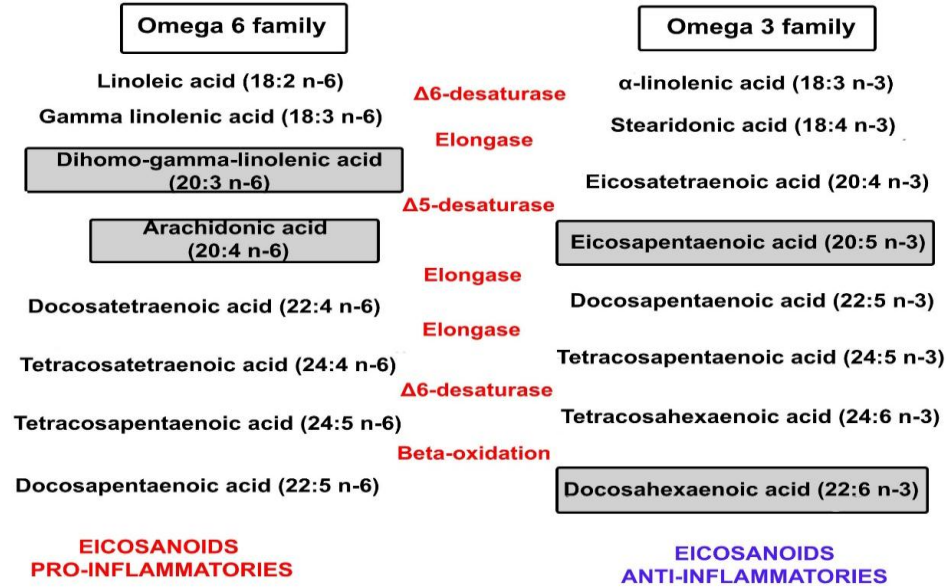 Omega 6 family
Omega 3 family
Linoleic acid (18:2 n-6)
α-linolenic acid (18:3 n-3)
Δ6-desaturase
Gamma linolenic acid (18:3 n-6)
Stearidonic acid (18:4 n-3)
Elongase
Dihomo-gamma-linolenic acid
(20:3 n-6)
Eicosatetraenoic acid (20:4 n-3)
Δ5-desaturase
Arachidonic acid
(20:4 n-6)
Eicosapentaenoic acid (20:5 n-3)
Elongase
Docosatetraenoic acid (22:4 n-6)
Docosapentaenoic acid (22:5 n-3)
Elongase
Tetracosatetraenoic acid (24:4 n-6)
Tetracosapentaenoic acid (24:5 n-3)
Δ6-desaturase
Tetracosapentaenoic acid (24:5 n-6)
Tetracosahexaenoic acid (24:6 n-3)
Beta-oxidation
Docosapentaenoic acid (22:5 n-6)
Docosahexaenoic acid (22:6 n-3)
EICOSANOIDS
PRO-INFLAMMATORIES
EICOSANOIDS
ANTI-INFLAMMATORIES